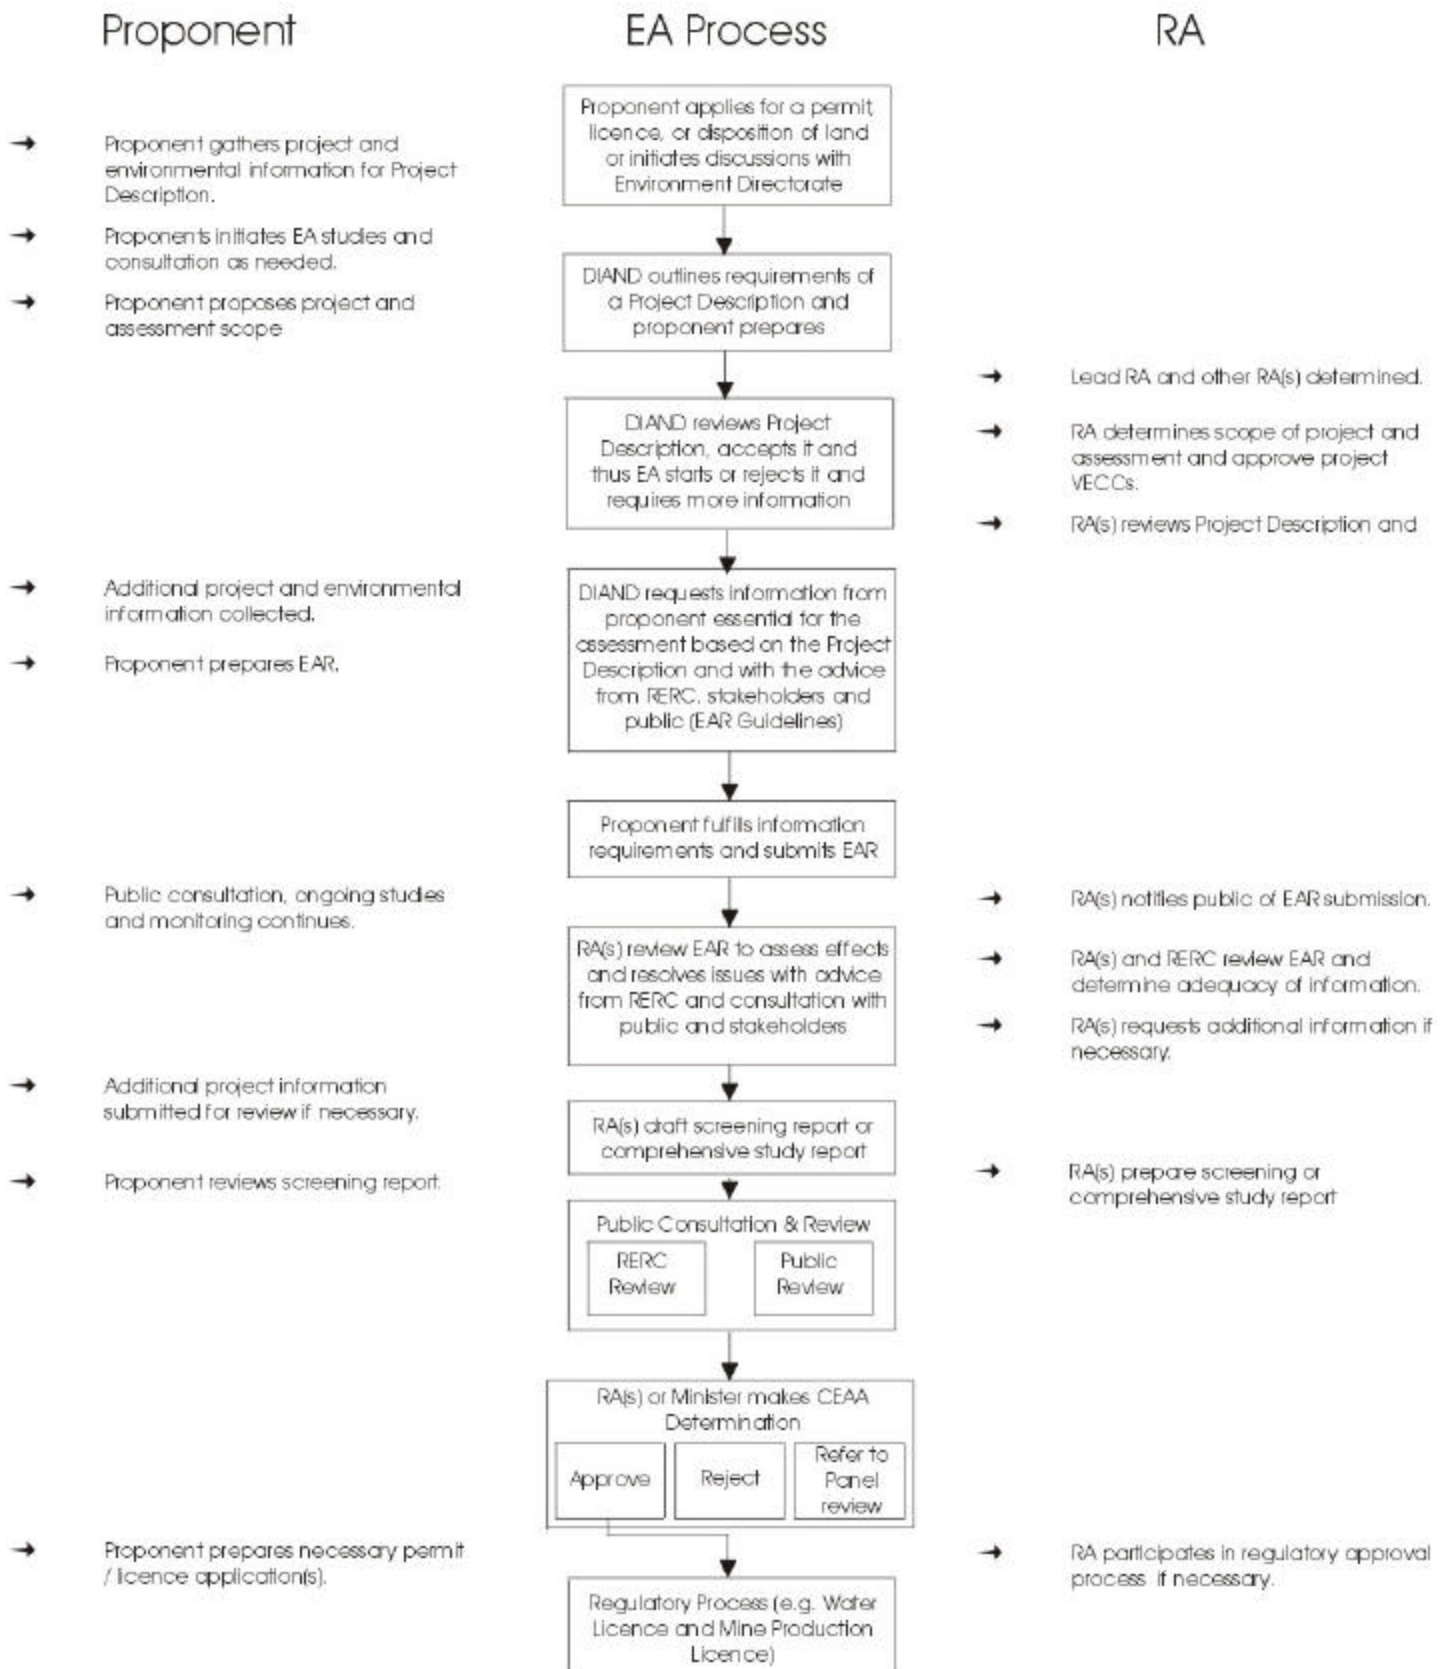 Proponent
EA Process
RA
Proponent applies for a permit,
licence, or disposition of land
or initiates discussions with
Environment Directorate
Proponent gathers project and
environmental information for Project
Description.
Proponents initiates EA studies and
consultation as needed.
Proponent proposes project and
assessment scope
DIAND outlines requirements of
a Project Description and
proponent prepares
DIAND reviews Project
Description, accepts it and
thus EA starts or rejects it and
requires more information
Lead RA and other RA(s) determined.
RA determines scope of project and
assessment and approve project
VECCs.
RA(s) reviews Project Description and
Additional project and environmental
information collected.
Proponent prepares EAR.
DIAND requests information from
proponent essential for the
assessment based on the Project
Description and with the advice
from RERC, stakeholders and
public (EAR Guidelines)
Proponent fulfills information
requirements and submits EAR
Public consultation, ongoing studies
and monitoring continues.
RA(s) review EAR to assess effects
and resolves issues with advice
from RERC and consultation with
public and stakeholders
RA(s) notifies public of EAR submission.
RA(s) and RERC review EAR and
determine adequacy of information.
RA(s) requests additional information if
necessary.
Additional project information
submitted for review if necessary.
Proponent reviews screening report.
RA(s) draft screening report or
comprehensive study report
RA(s) prepare screening or
comprehensive study report
Public Consultation & Review
RERC
Review
Public
Review
RA(s) or Minister makes CEAA
Determination
Approve
Reject
Refer to
Panel
review
Proponent prepares necessary permit
/ licence application(s).
Regulatory Process (e.g. Water
Licence and Mine Production
Licence)
RA participates in regulatory approval
process if necessary.